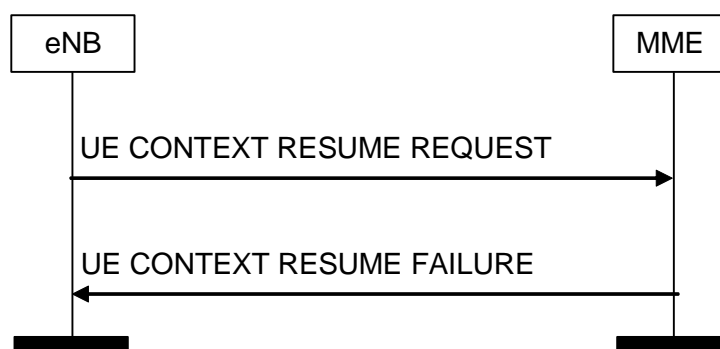 eNB
MME
UE CONTEXT RESUME REQUEST
UE CONTEXT RESUME FAILURE